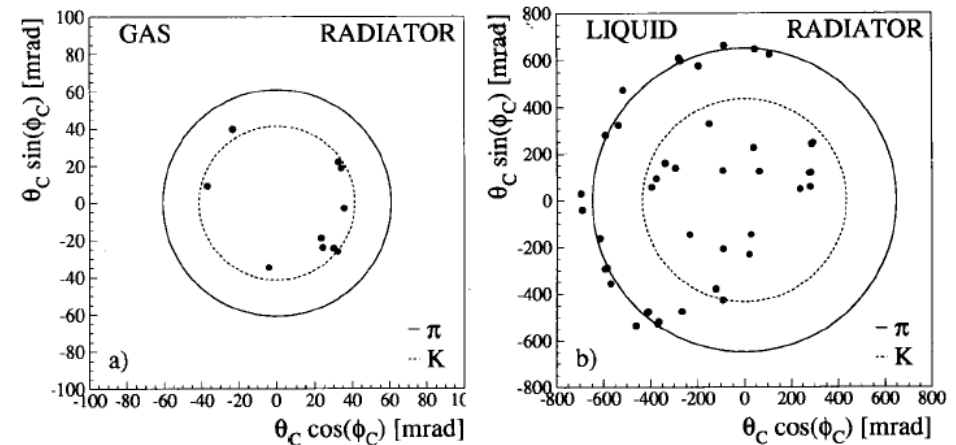 GAS RADIATOR
θC sin(ϕC) [mrad]
100
80
60
40
20
0
-20
-40
-60
-80
-100
- π
-- K
a)
-100 -80 -60 -40 -20 0 20 40 60 80 10
θC cos(ϕC) [mrad]
LIQUID RADIATOR
θC sin(ϕC) [mrad]
800
600
400
200
0
-200
-400
-600
-800
- π
-- K
b)
-800 -600 -400 -200 0 200 400 600 800
θC cos(ϕC) [mrad]